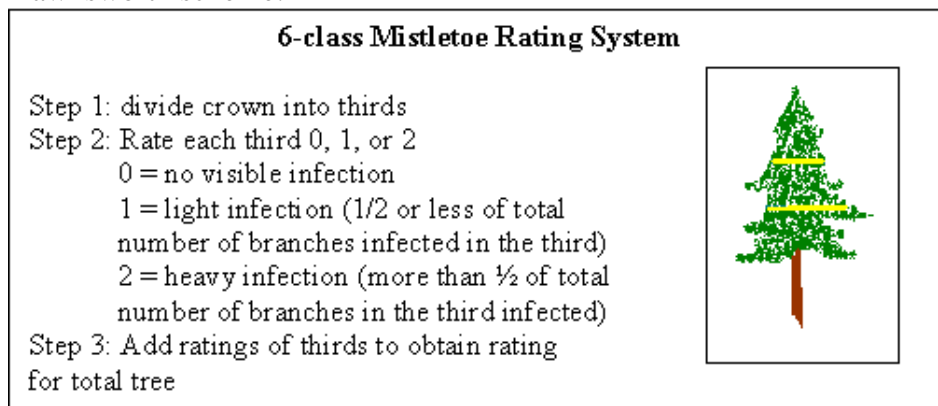 6-class Mistletoe Rating System
Step 1: divide crown into thirds
Step 2: Rate each third 0, 1, or 2
0 = no visible infection
1 = light infection (1/2 or less of total
number of branches infected in the third)
2 = heavy infection (more than ½ of total
number of branches in the third infected)
Step 3: Add ratings of thirds to obtain rating
for total tree